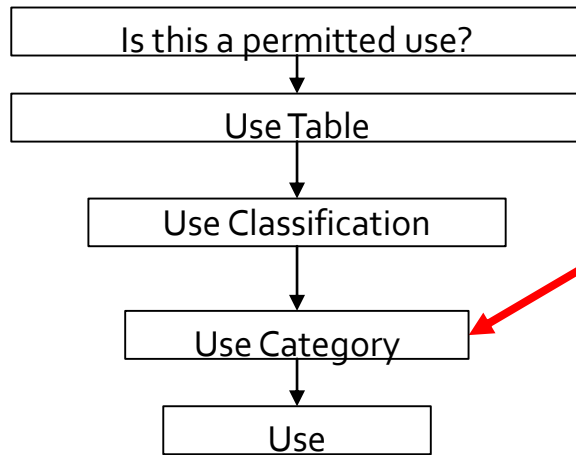 Is this a permitted use?
Use Table
Use Classification
Use Category
Use